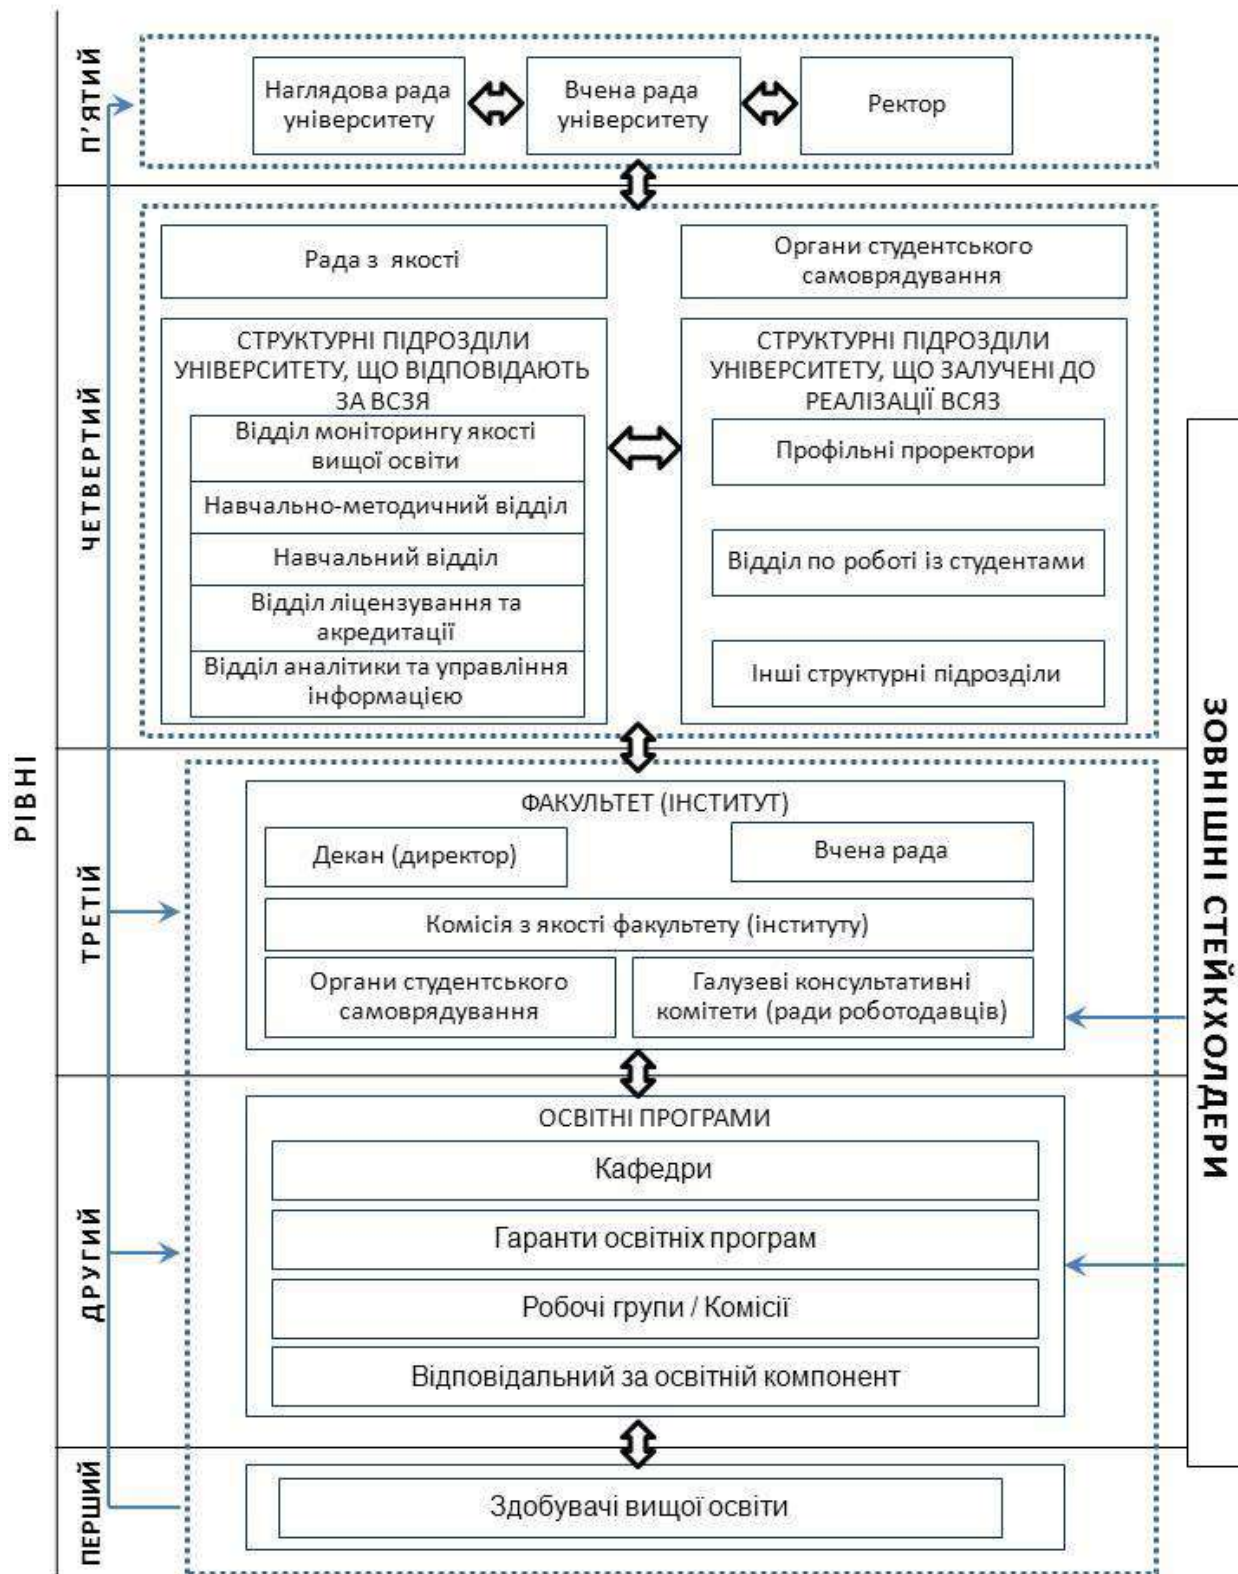 РІВНІ
П’ЯТИЙ
Наглядова рада
університету
Вчена рада
університету
Ректор
ЧЕТВЕРТИЙ
Рада з якості
Органи студентського
самоврядування
СТРУКТУРНІ ПІДРОЗДІЛИ
УНІВЕРСИТЕТУ, ЩО ВІДПОВІДАЮТЬ
ЗА ВСЗЯ
Відділ моніторингу якості
вищої освіти
Навчально-методичний відділ
Навчальний відділ
Відділ ліцензування та
акредитації
Відділ аналітики та управління
інформацією
СТРУКТУРНІ ПІДРОЗДІЛИ
УНІВЕРСИТЕТУ, ЩО ЗАЛУЧЕНІ ДО
РЕАЛІЗАЦІЇ ВСЯЗ
Профільні проректори
Відділ по роботі із студентами
Інші структурні підрозділи
ТРЕТІЙ
ФАКУЛЬТЕТ (ІНСТИТУТ)
Декан (директор)
Вчена рада
Комісія з якості факультету (інституту)
Органи студентського
самоврядування
Галузеві консультативні
комітети (ради роботодавців)
ДРУГИЙ
ОСВІТНІ ПРОГРАМИ
Кафедри
Гаранти освітніх програм
Робочі групи / Комісії
Відповідальний за освітній компонент
ПЕРШИЙ
Здобувачі вищої освіти
ЗОВНІШНІ СТЕЙКХОЛДЕРИ